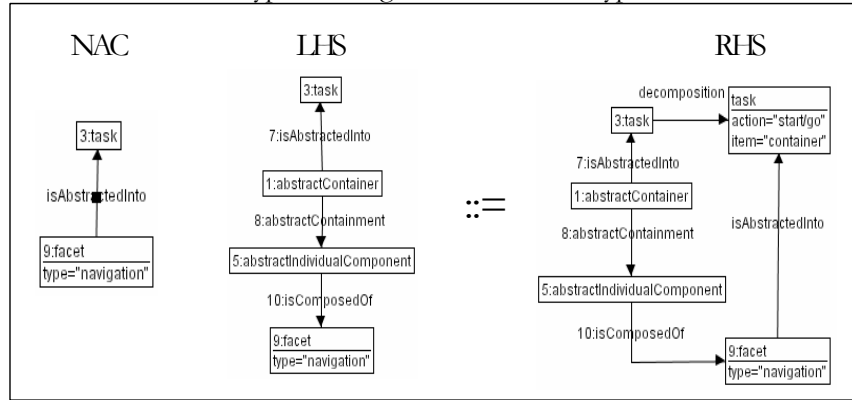 NAC
3:task
isAbstractedInto
9:facet
type="navigation"
LHS
3:task
7:isAbstractedInto
1:abstractContainer
8:abstractContainment
5:abstractIndividualComponent
10:isComposedOf
9:facet
type="navigation"
::=
RHS
decomposition
3:task
task
action="start/go"
item="container"
7:isAbstractedInto
1:abstractContainer
8:abstractContainment
isAbstractedInto
5:abstractIndividualComponent
10:isComposedOf
9:facet
type="navigation"